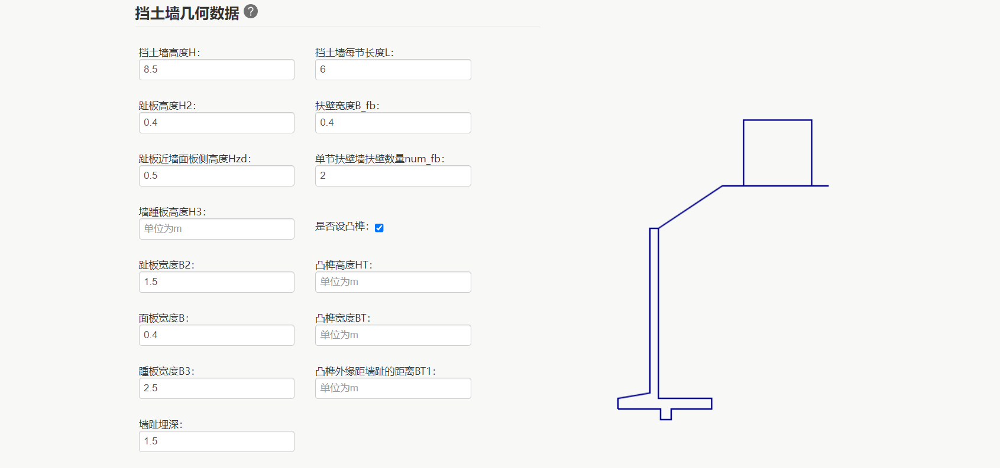 挡土墙几何数据 ?
挡土墙高度H：
8.5
挡土墙每节长度L：
6
趾板高度H2：
0.4
扶壁宽度B_fb：
0.4
趾板近墙面板侧高度Hzd：
0.5
单节扶壁墙扶壁数量num_fb：
2
墙踵板高度H3：
单位为m
是否设凸榫：
趾板宽度B2：
1.5
凸榫高度HT：
单位为m
面板宽度B：
0.4
凸榫宽度BT：
单位为m
踵板宽度B3：
2.5
凸榫外缘距墙趾的距离BT1：
单位为m
墙趾埋深：
1.5